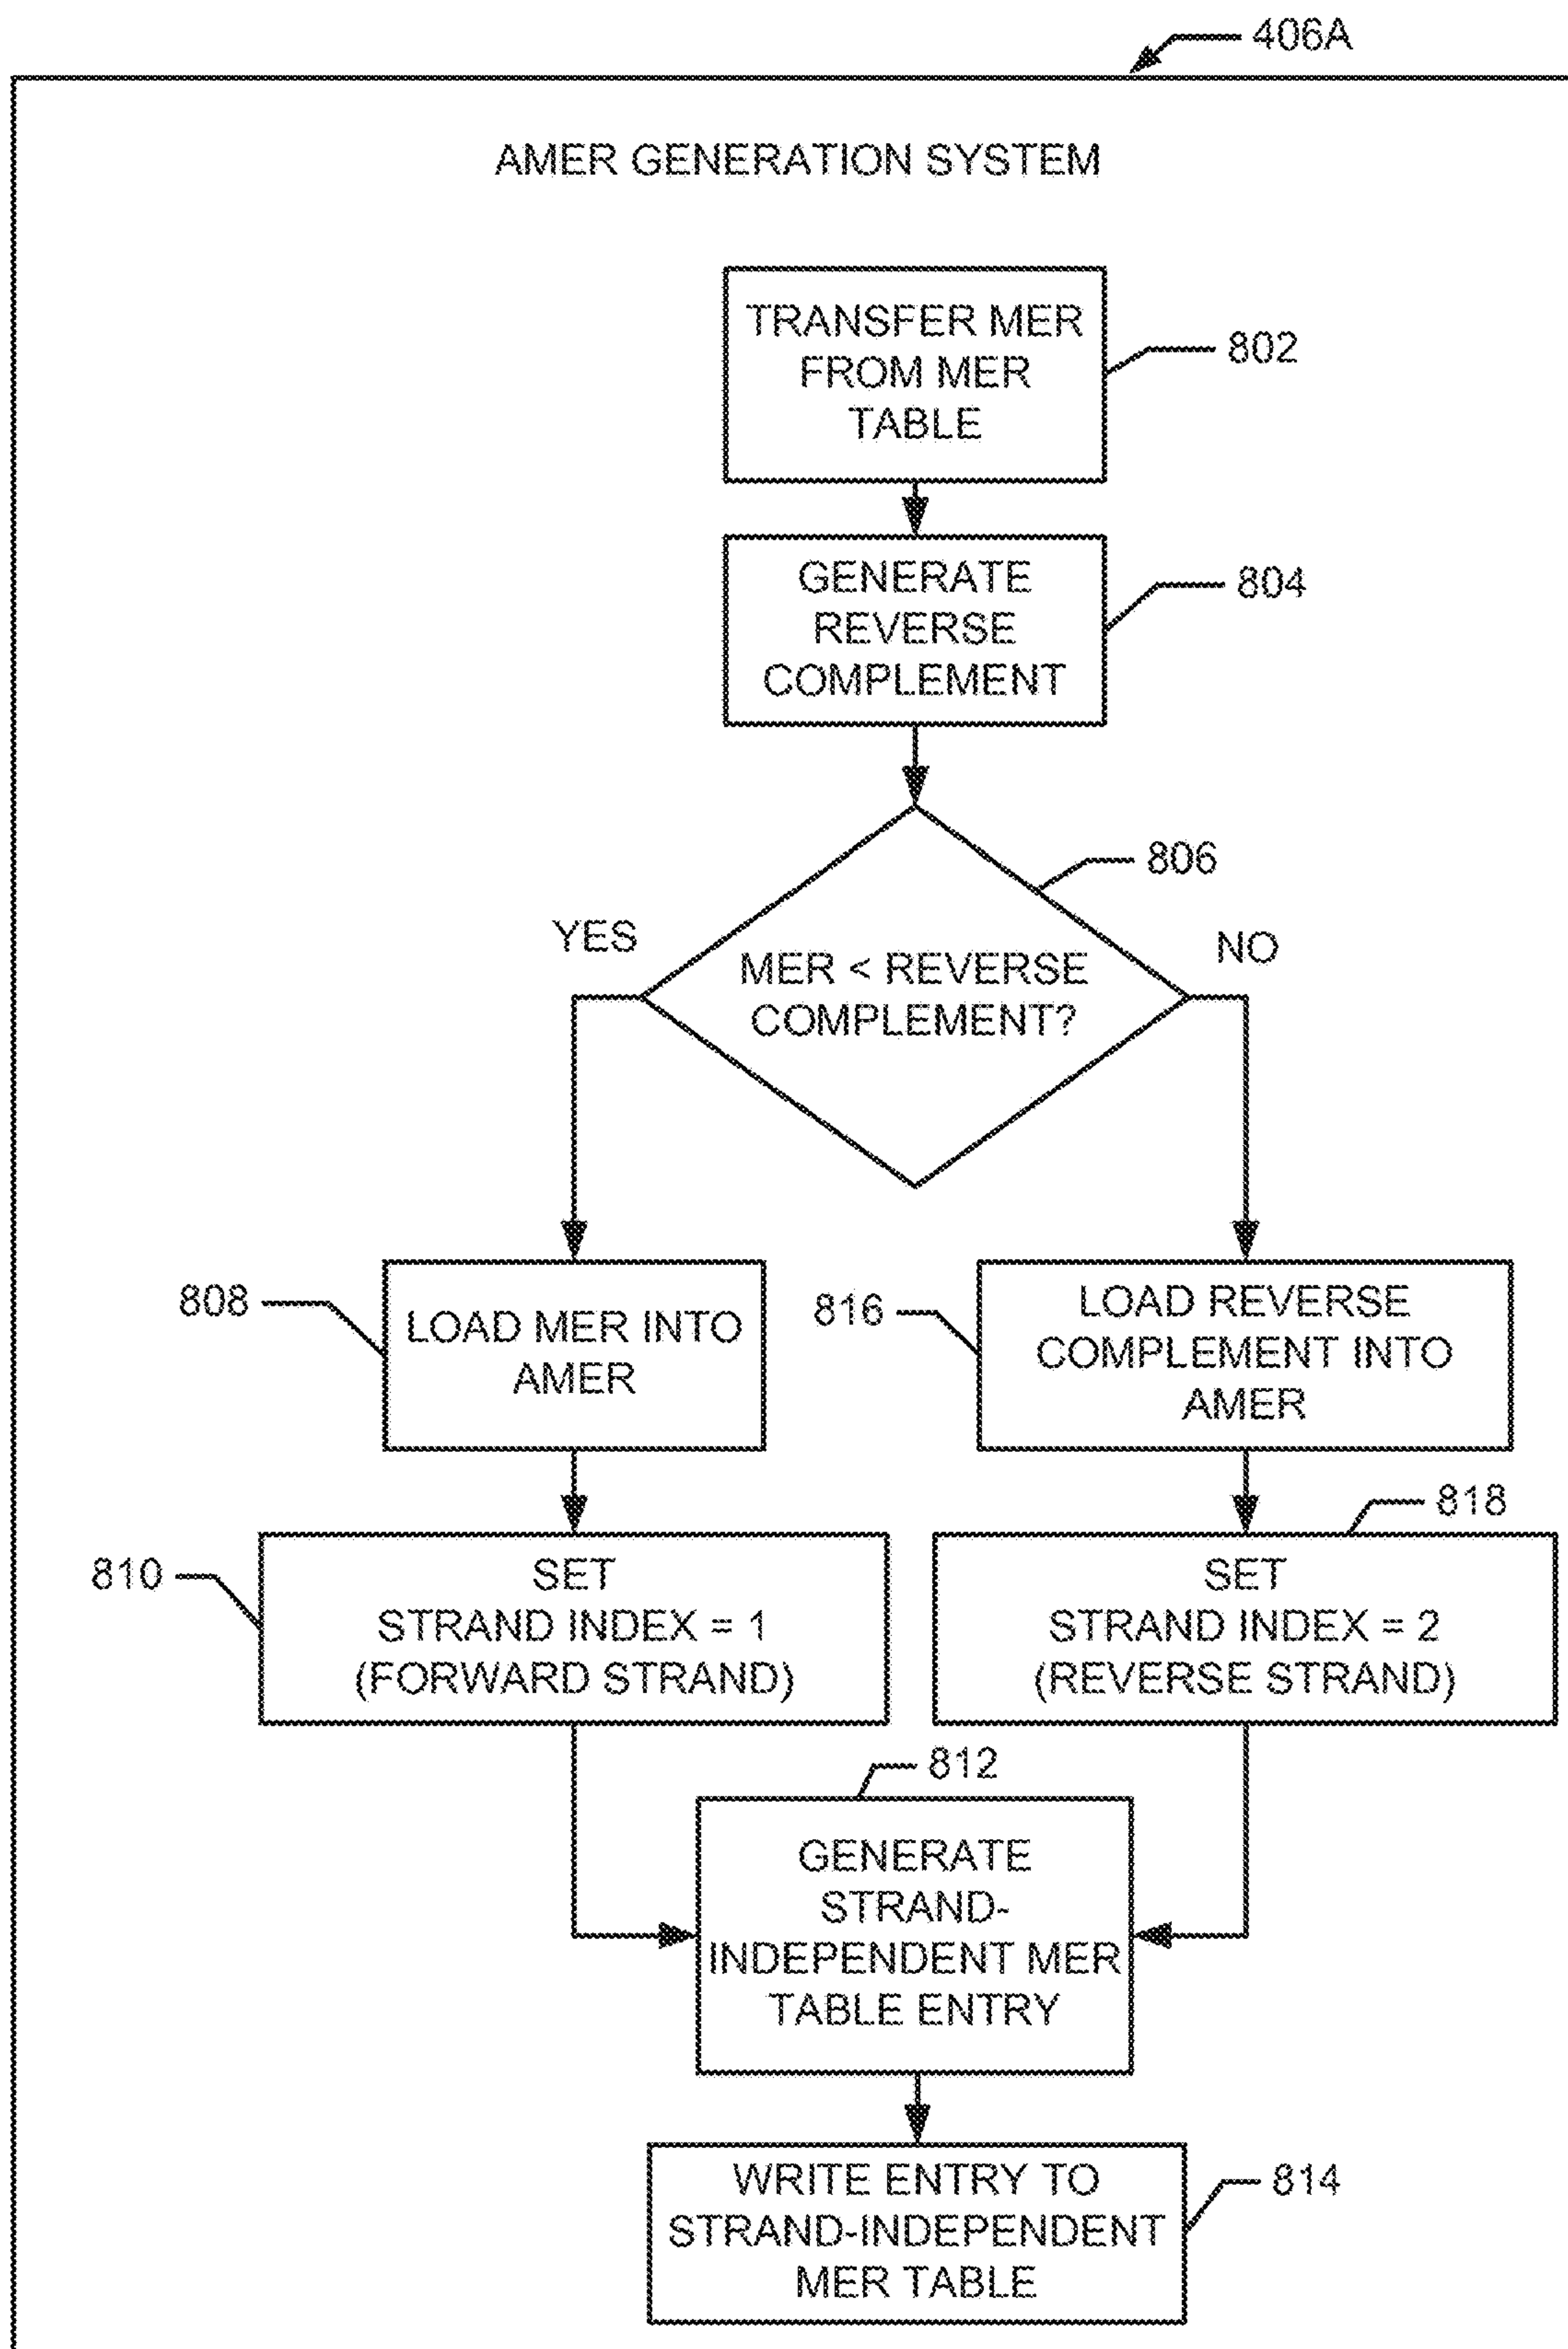 406A
AMER GENERATION SYSTEM
TRANSFER MER
FROM MER
TABLE
802
GENERATE
REVERSE
COMPLEMENT
804
806
YES
NO
MER < REVERSE
COMPLEMENT?
808
LOAD MER INTO
AMER
816
LOAD REVERSE
COMPLEMENT INTO
AMER
810
SET
STRAND INDEX = 1
(FORWARD STRAND)
818
SET
STRAND INDEX = 2
(REVERSE STRAND)
812
GENERATE
STRAND-
INDEPENDENT MER
TABLE ENTRY
WRITE ENTRY TO
STRAND-INDEPENDENT
MER TABLE
814